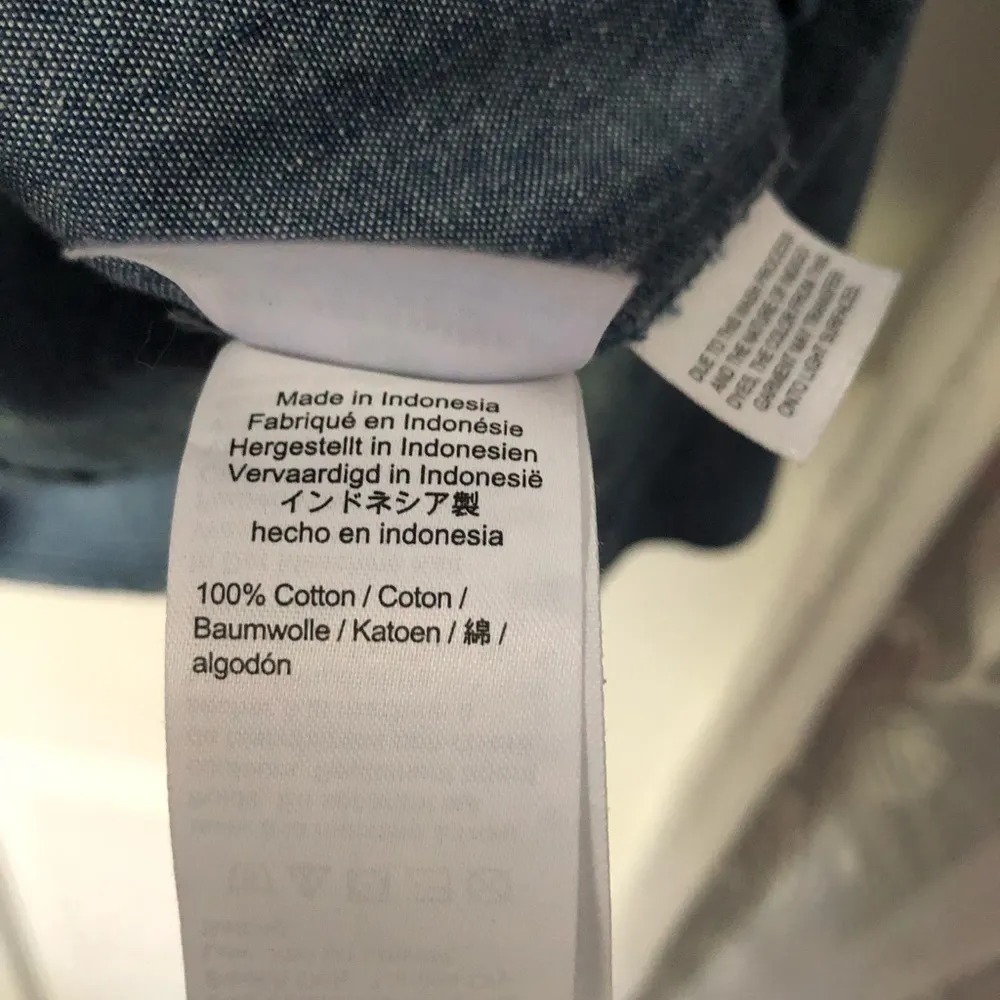 Made in Indonesia
Fabriqué en Indonésie
Hergestellt in Indonesien
Vervaardigd in Indonesië
インドネシア製
hecho en indonesia
100% Cotton / Coton /
Baumwolle / Katoen / 綿 /
algodón
DUE TO THE WASH PROCESS
AND THE NATURE OF INDIGO
DYES, THE COLOR FROM THIS
GARMENT MAY TRANSFER
ONTO LIGHT SURFACES.